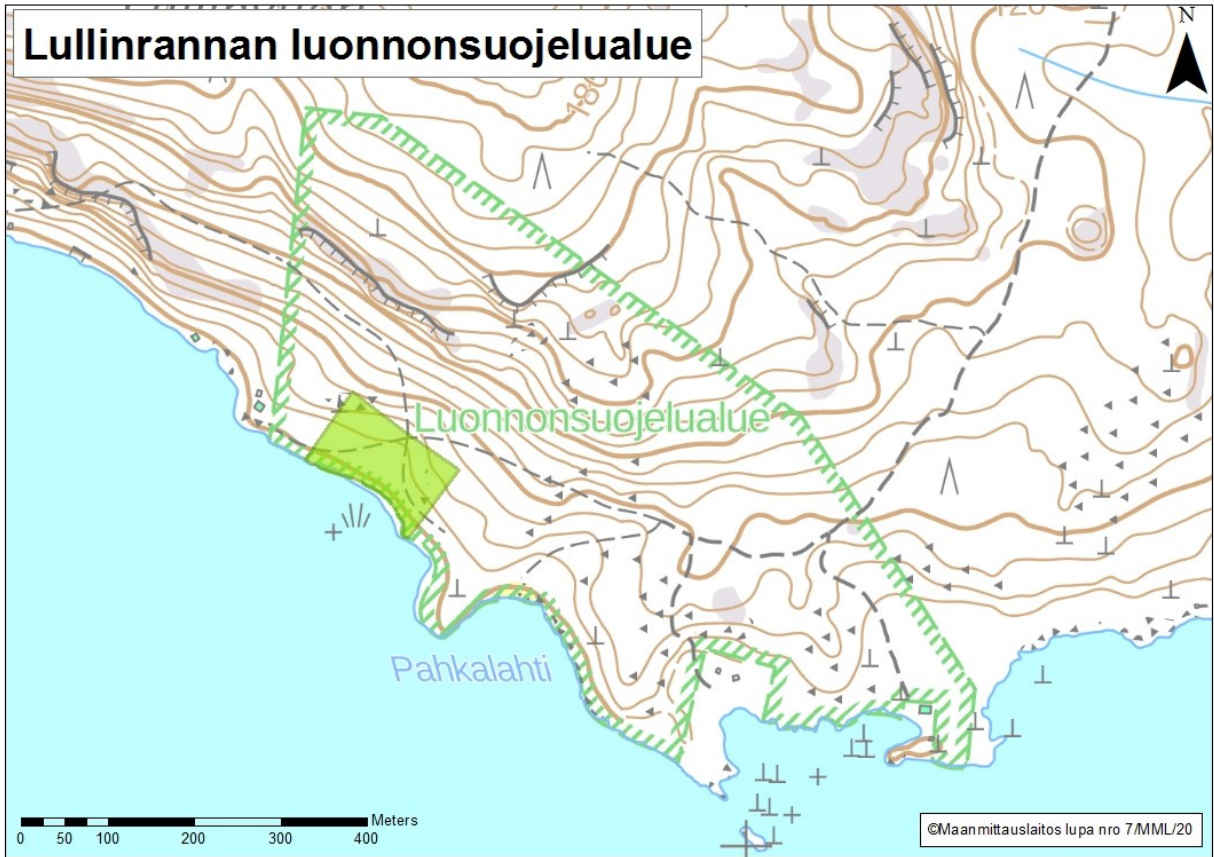 Lullinrannan luonnonsuojelualue
N
Luonnonsuojelualue
Pahkalahti
Meters
0 50 100 200 300 400
©Maanmittauslaitos lupa nro 7/MML/20